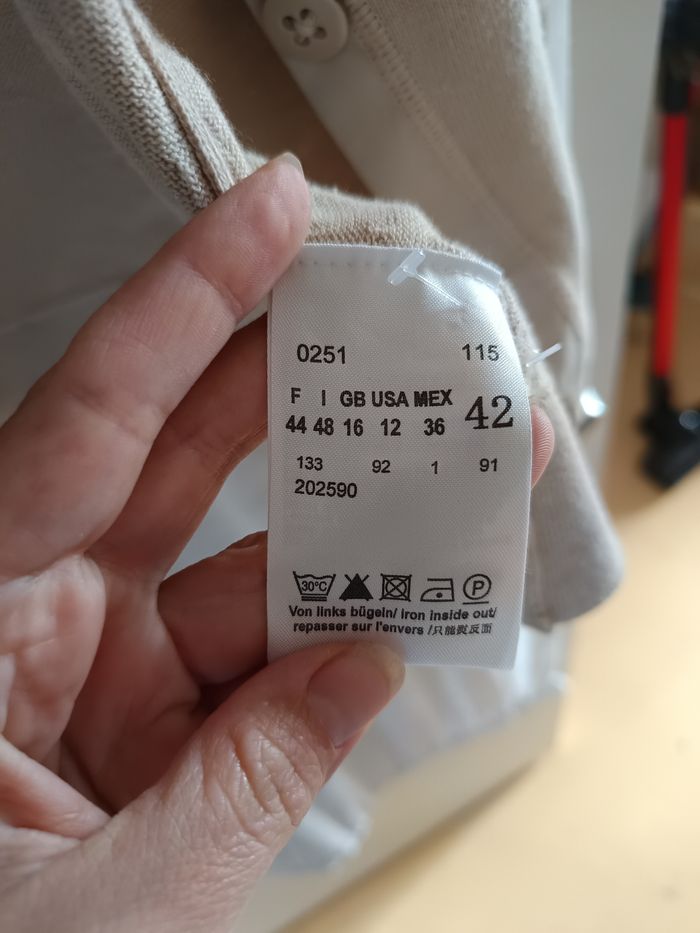 0251 115
F I GB USA MEX 42
44 48 16 12 36
133 92 1 91
202590
30°C P
Von links bügeln/ iron inside out/
repasser sur l'envers /只能熨反面